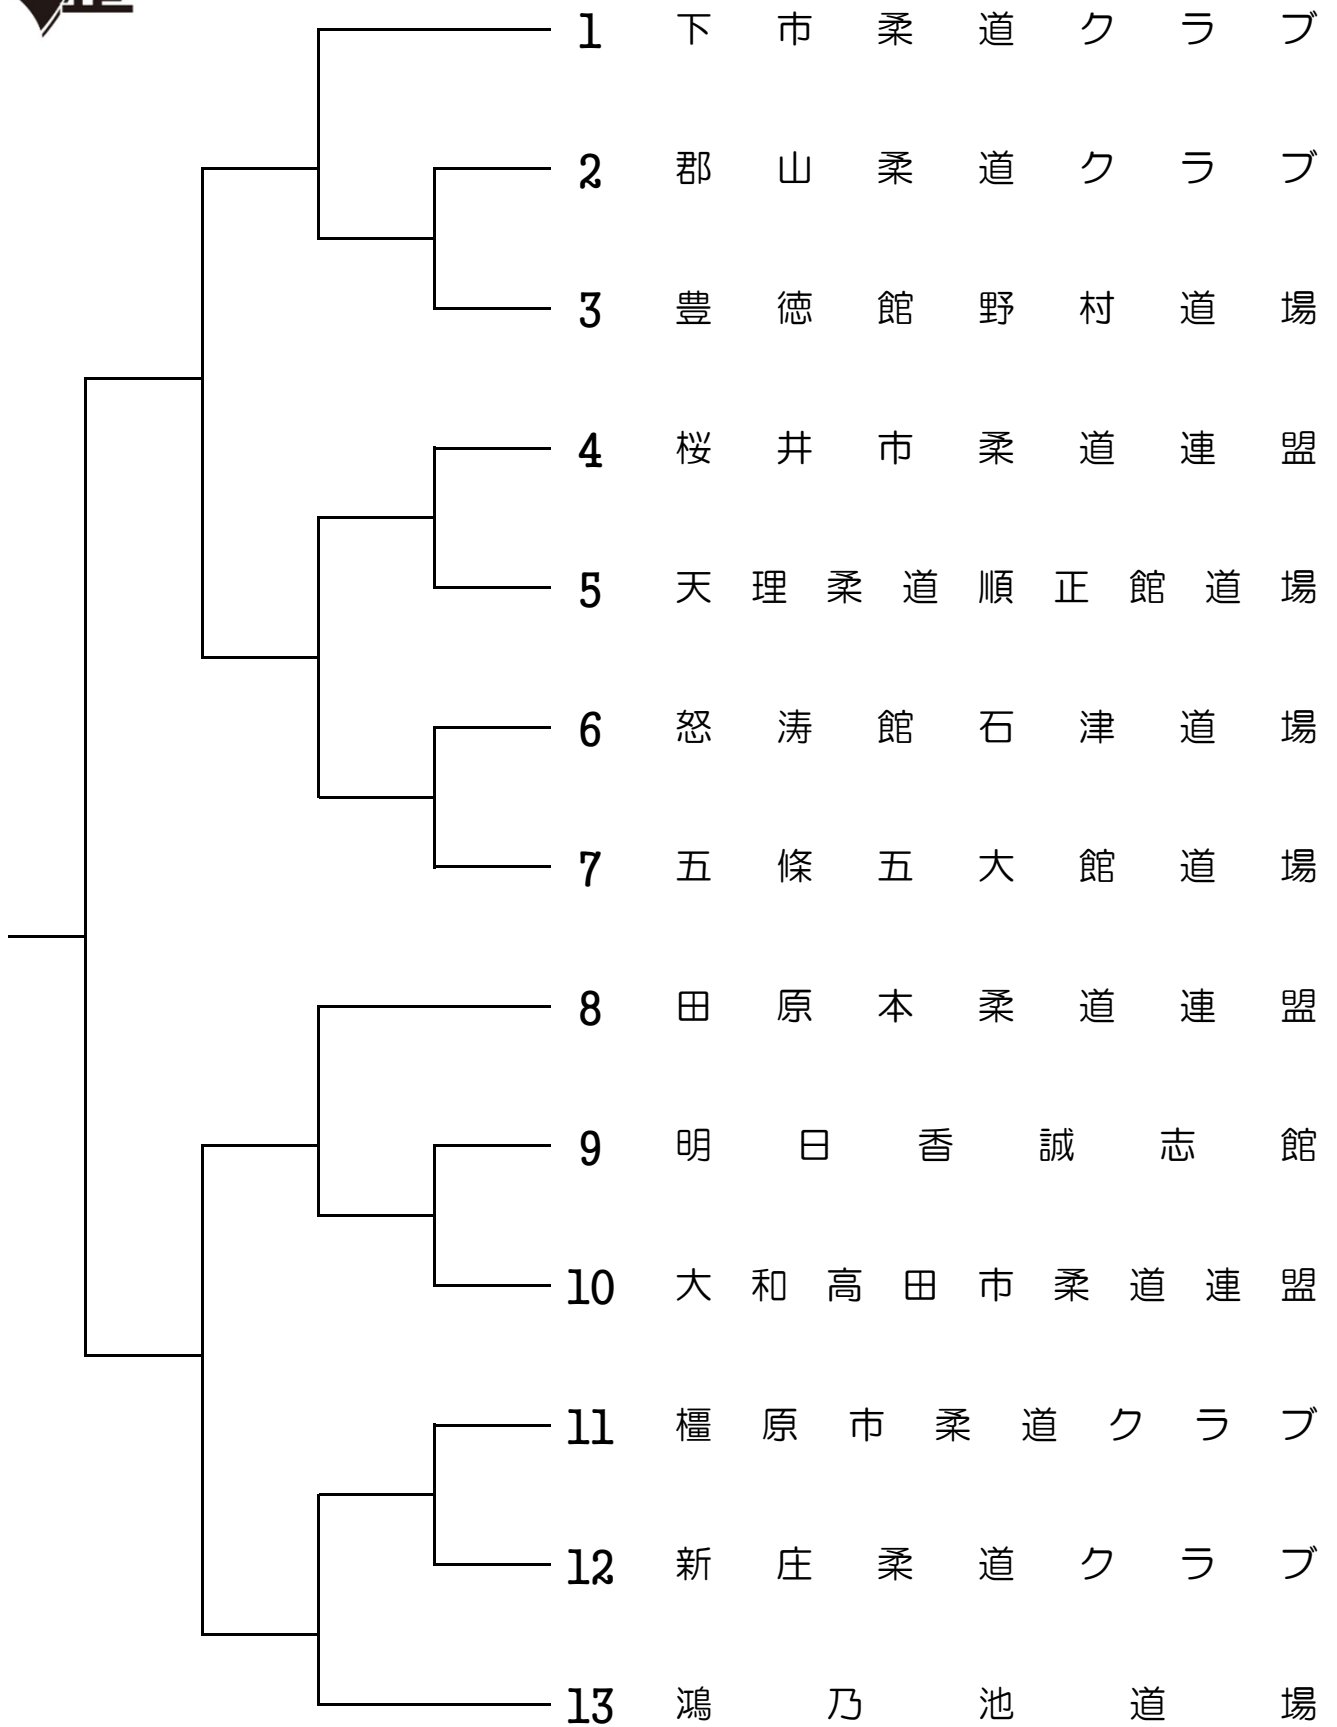 1 下市柔道クラブ
2 郡山柔道クラブ
3 豊徳館野村道場
4 桜井市柔道連盟
5 天理柔道順正館道場
6 怒涛館石津道場
7 五條五大館道場
8 田原本柔道連盟
9 明日香誠志館
10 大和高田市柔道連盟
11 橿原市柔道クラブ
12 新庄柔道クラブ
13 鴻乃池道場